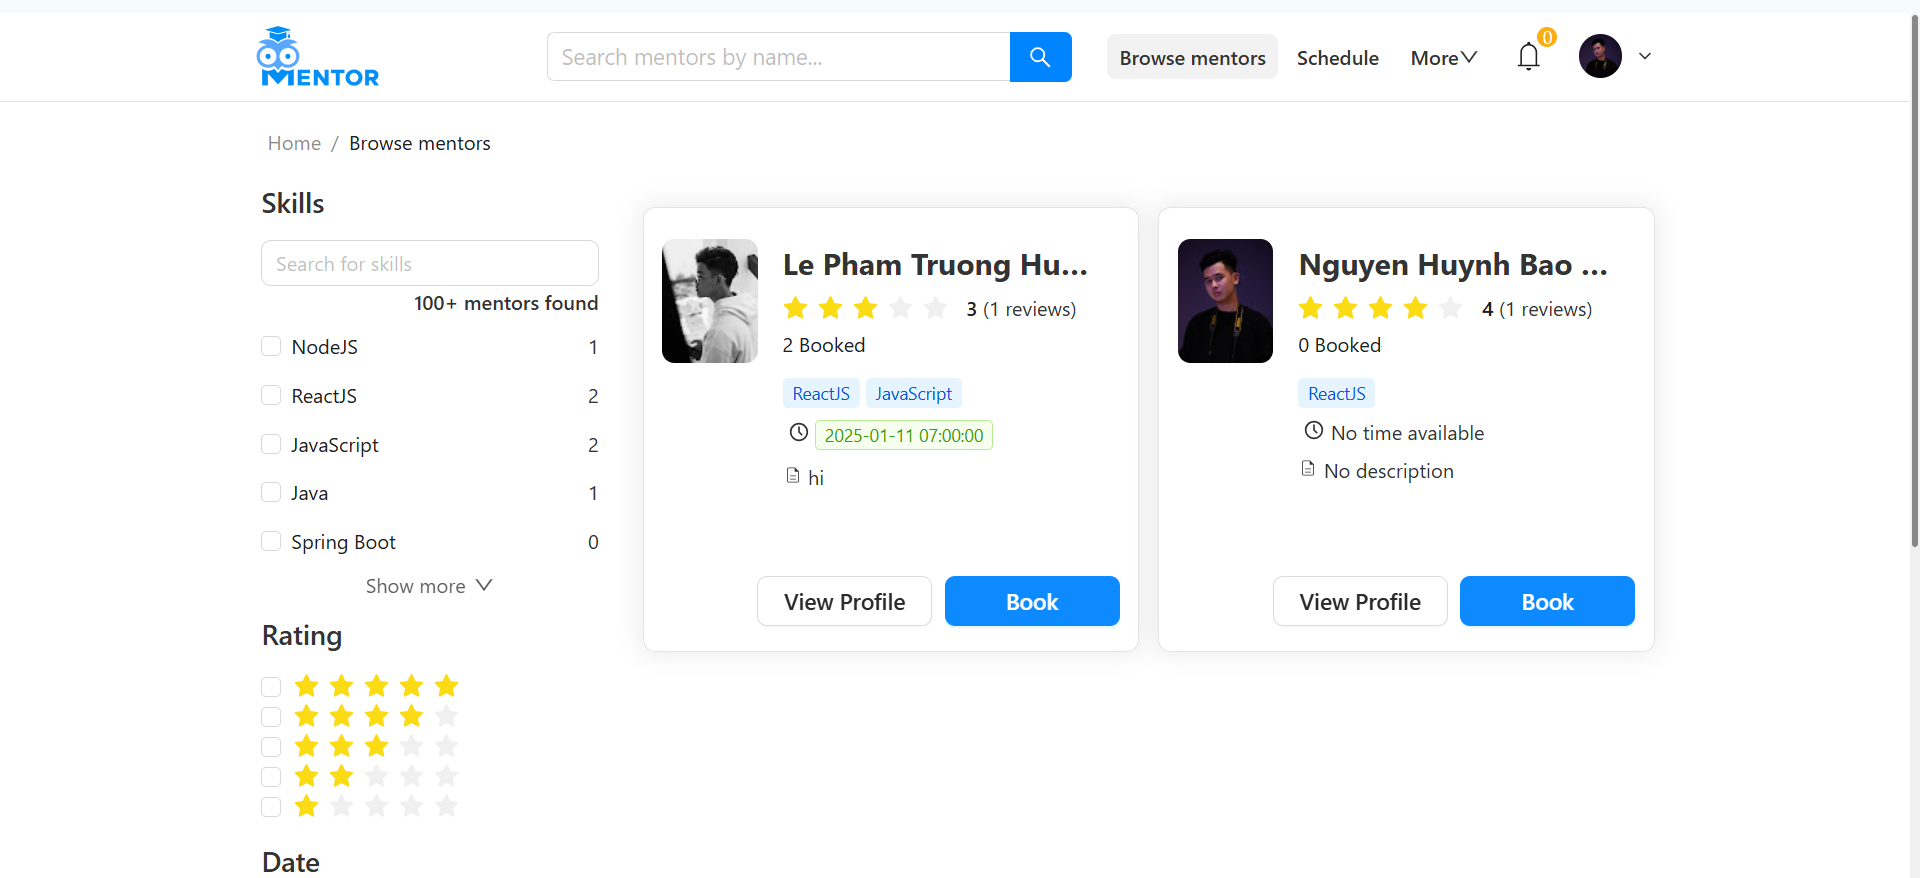 MENTOR
Search mentors by name...
Browse mentors
Schedule
More
0
Home / Browse mentors
Skills
Search for skills
100+ mentors found
NodeJS 1
ReactJS 2
JavaScript 2
Java 1
Spring Boot 0
Show more
Rating
Date
Le Pham Truong Hu...
3 (1 reviews)
2 Booked
ReactJS JavaScript
2025-01-11 07:00:00
hi
View Profile Book
Nguyen Huynh Bao ...
4 (1 reviews)
0 Booked
ReactJS
No time available
No description
View Profile Book